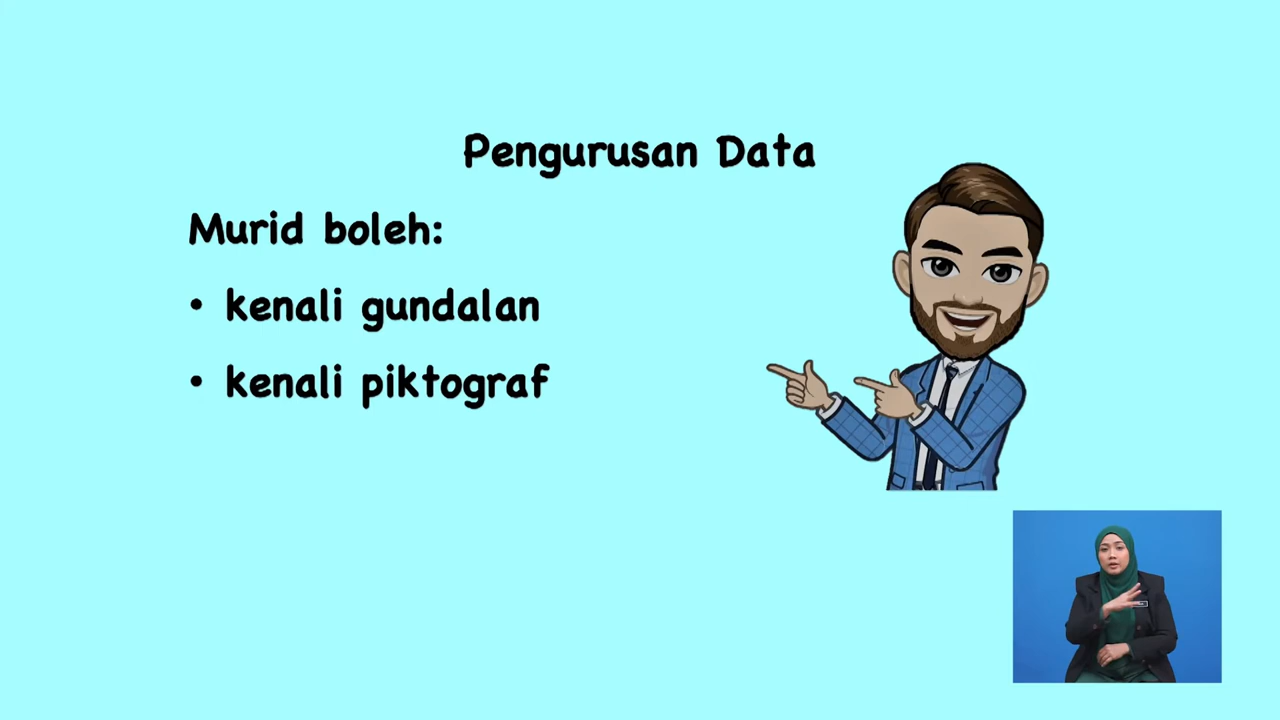 Pengurusan Data
Murid boleh:
• kenali gundalan
• kenali piktograf